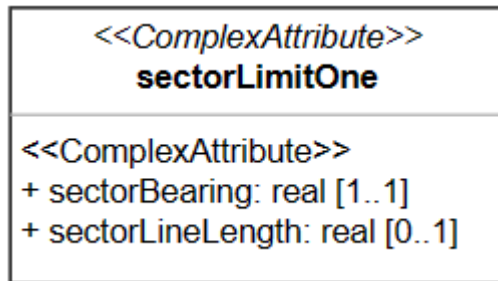 <<ComplexAttribute>>
sectorLimitOne
<<ComplexAttribute>>
+ sectorBearing: real [1..1]
+ sectorLineLength: real [0..1]